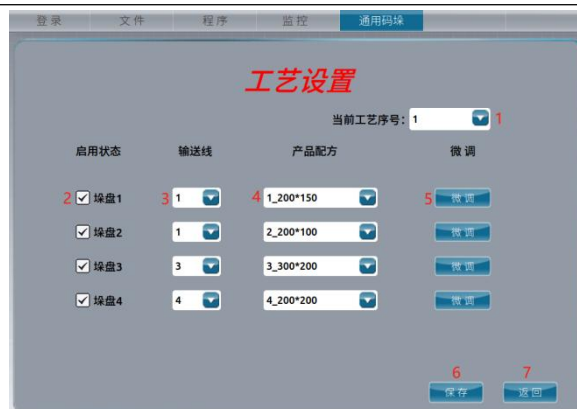 登录 文件 程序 监控 通用码垛
工艺设置
当前工艺序号: 1 1
启用状态 输送线 产品配方 微调
2 垛盘1 3 1 4 1_200*150 5 微调
垛盘2 1 2_200*100 微调
垛盘3 3 3_300*200 微调
垛盘4 4 4_200*200 微调
6 7
保存 返回